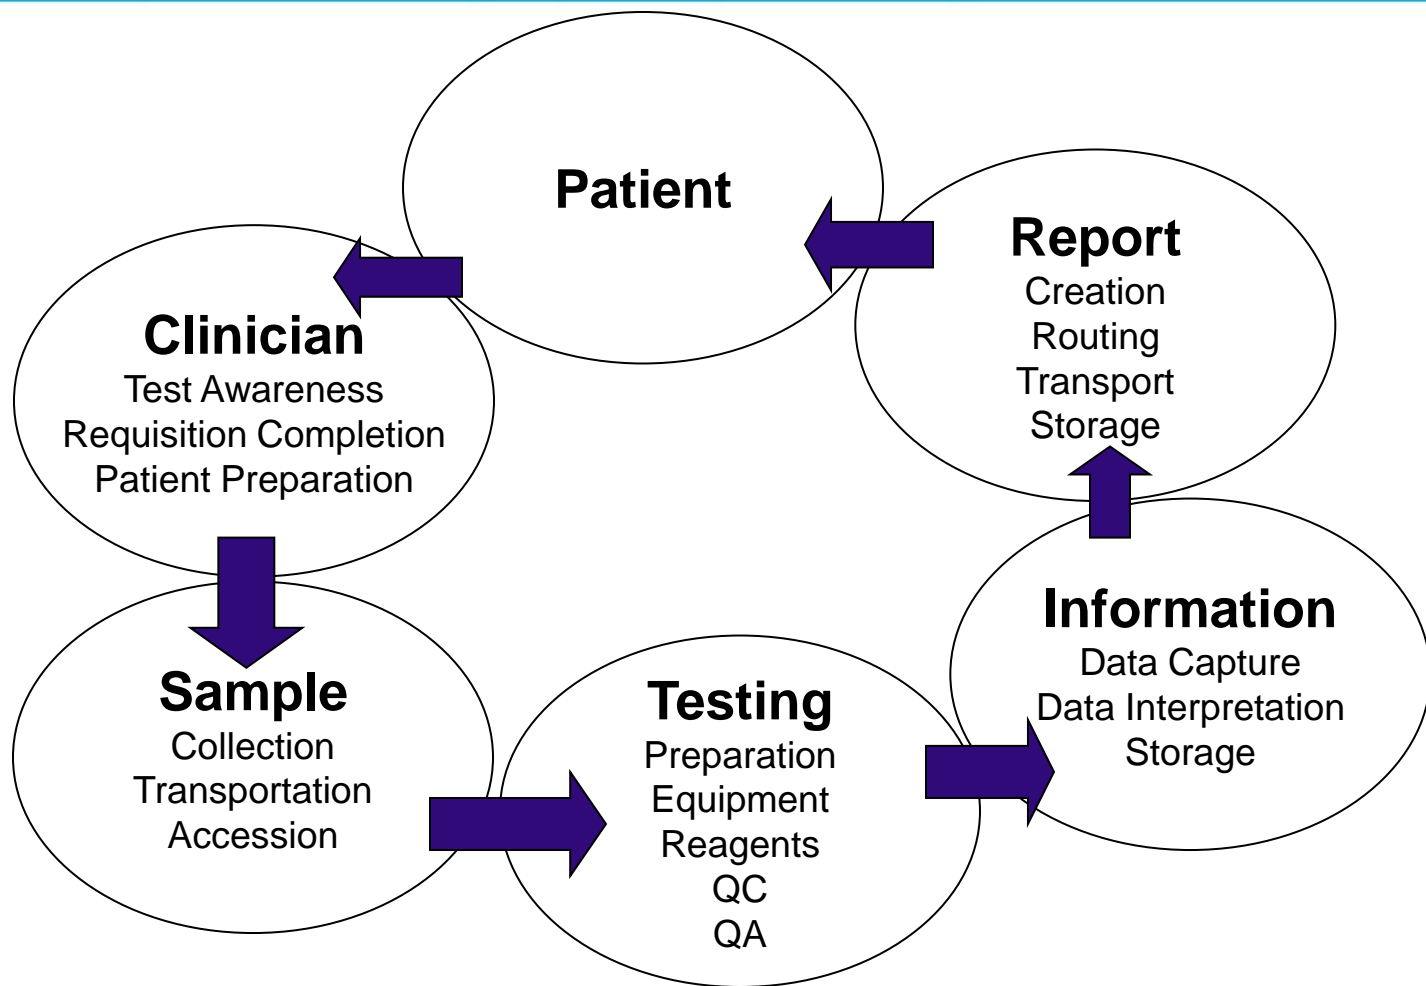 Patient
Report
Creation
Routing
Transport
Storage
Clinician
Test Awareness
Requisition Completion
Patient Preparation
Information
Data Capture
Data Interpretation
Storage
Sample
Collection
Transportation
Accession
Testing
Preparation
Equipment
Reagents
QC
QA